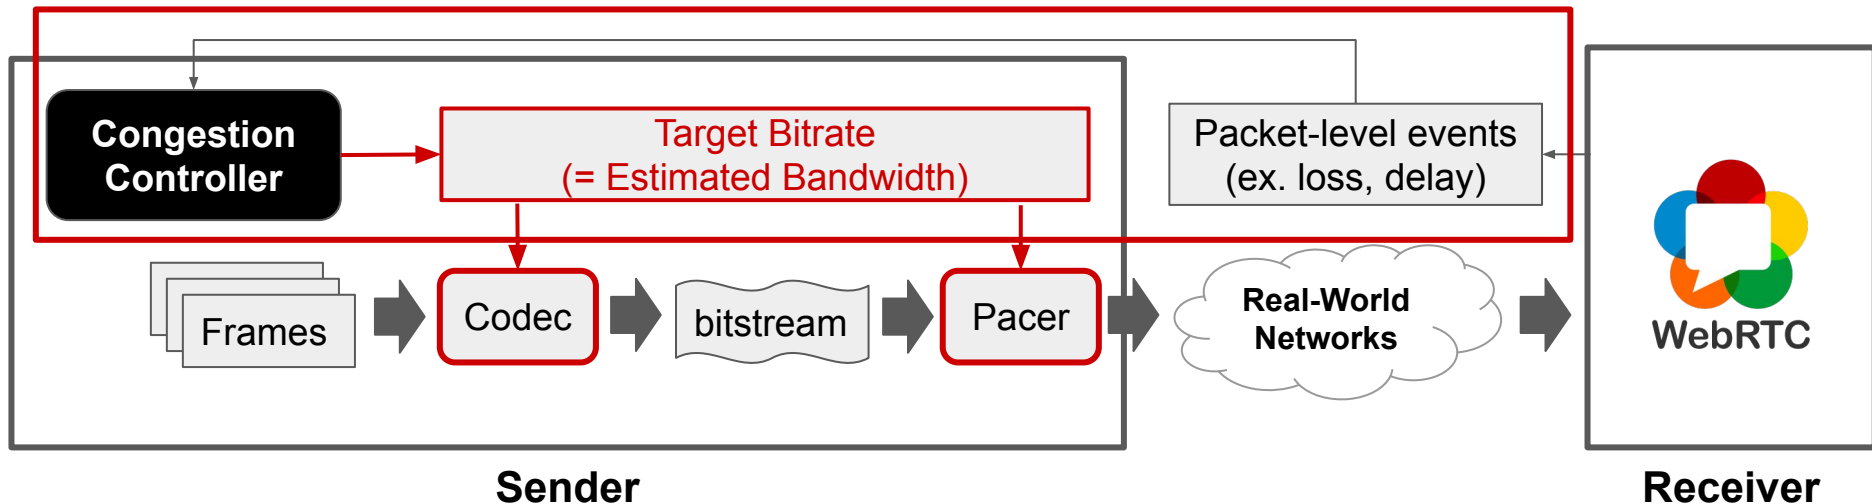 Congestion
Controller
Target Bitrate
(= Estimated Bandwidth)
Packet-level events
(ex. loss, delay)
Frames
Codec
bitstream
Pacer
Real-World
Networks
WebRTC
Sender
Receiver